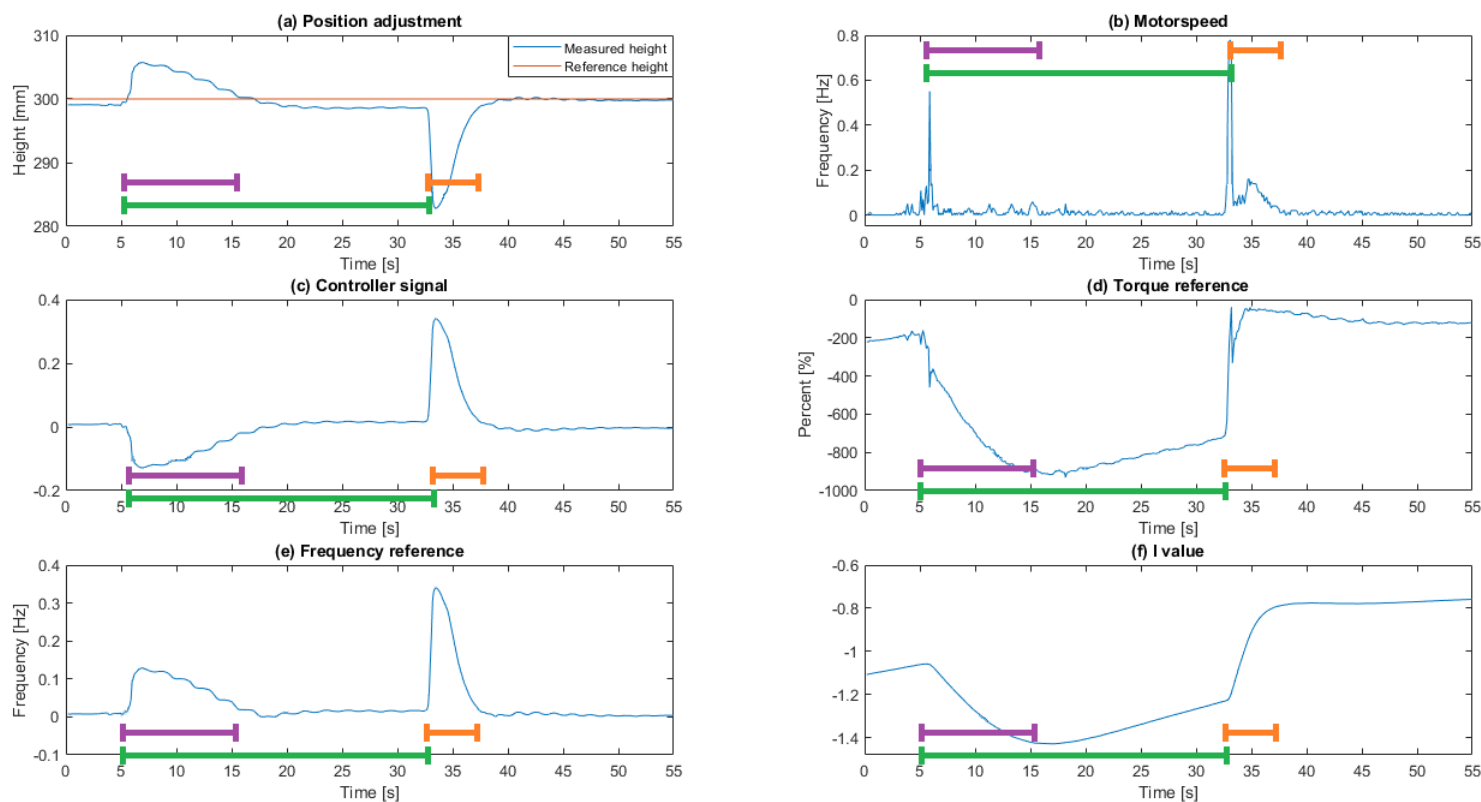 (a) Position adjustment
310
300
290
280
Height [mm]
Measured height
Reference height
0 5 10 15 20 25 30 35 40 45 50 55
Time [s]
(b) Motorspeed
0.8
0.6
0.4
0.2
0
Frequency [Hz]
0 5 10 15 20 25 30 35 40 45 50 55
Time [s]
(c) Controller signal
0.4
0.2
0
-0.2
0 5 10 15 20 25 30 35 40 45 50 55
Time [s]
(d) Torque reference
0
-200
-400
-600
-800
-1000
Percent [%]
0 5 10 15 20 25 30 35 40 45 50 55
Time [s]
(e) Frequency reference
0.4
0.3
0.2
0.1
0
-0.1
Frequency [Hz]
0 5 10 15 20 25 30 35 40 45 50 55
Time [s]
(f) I value
-0.6
-0.8
-1
-1.2
-1.4
0 5 10 15 20 25 30 35 40 45 50 55
Time [s]